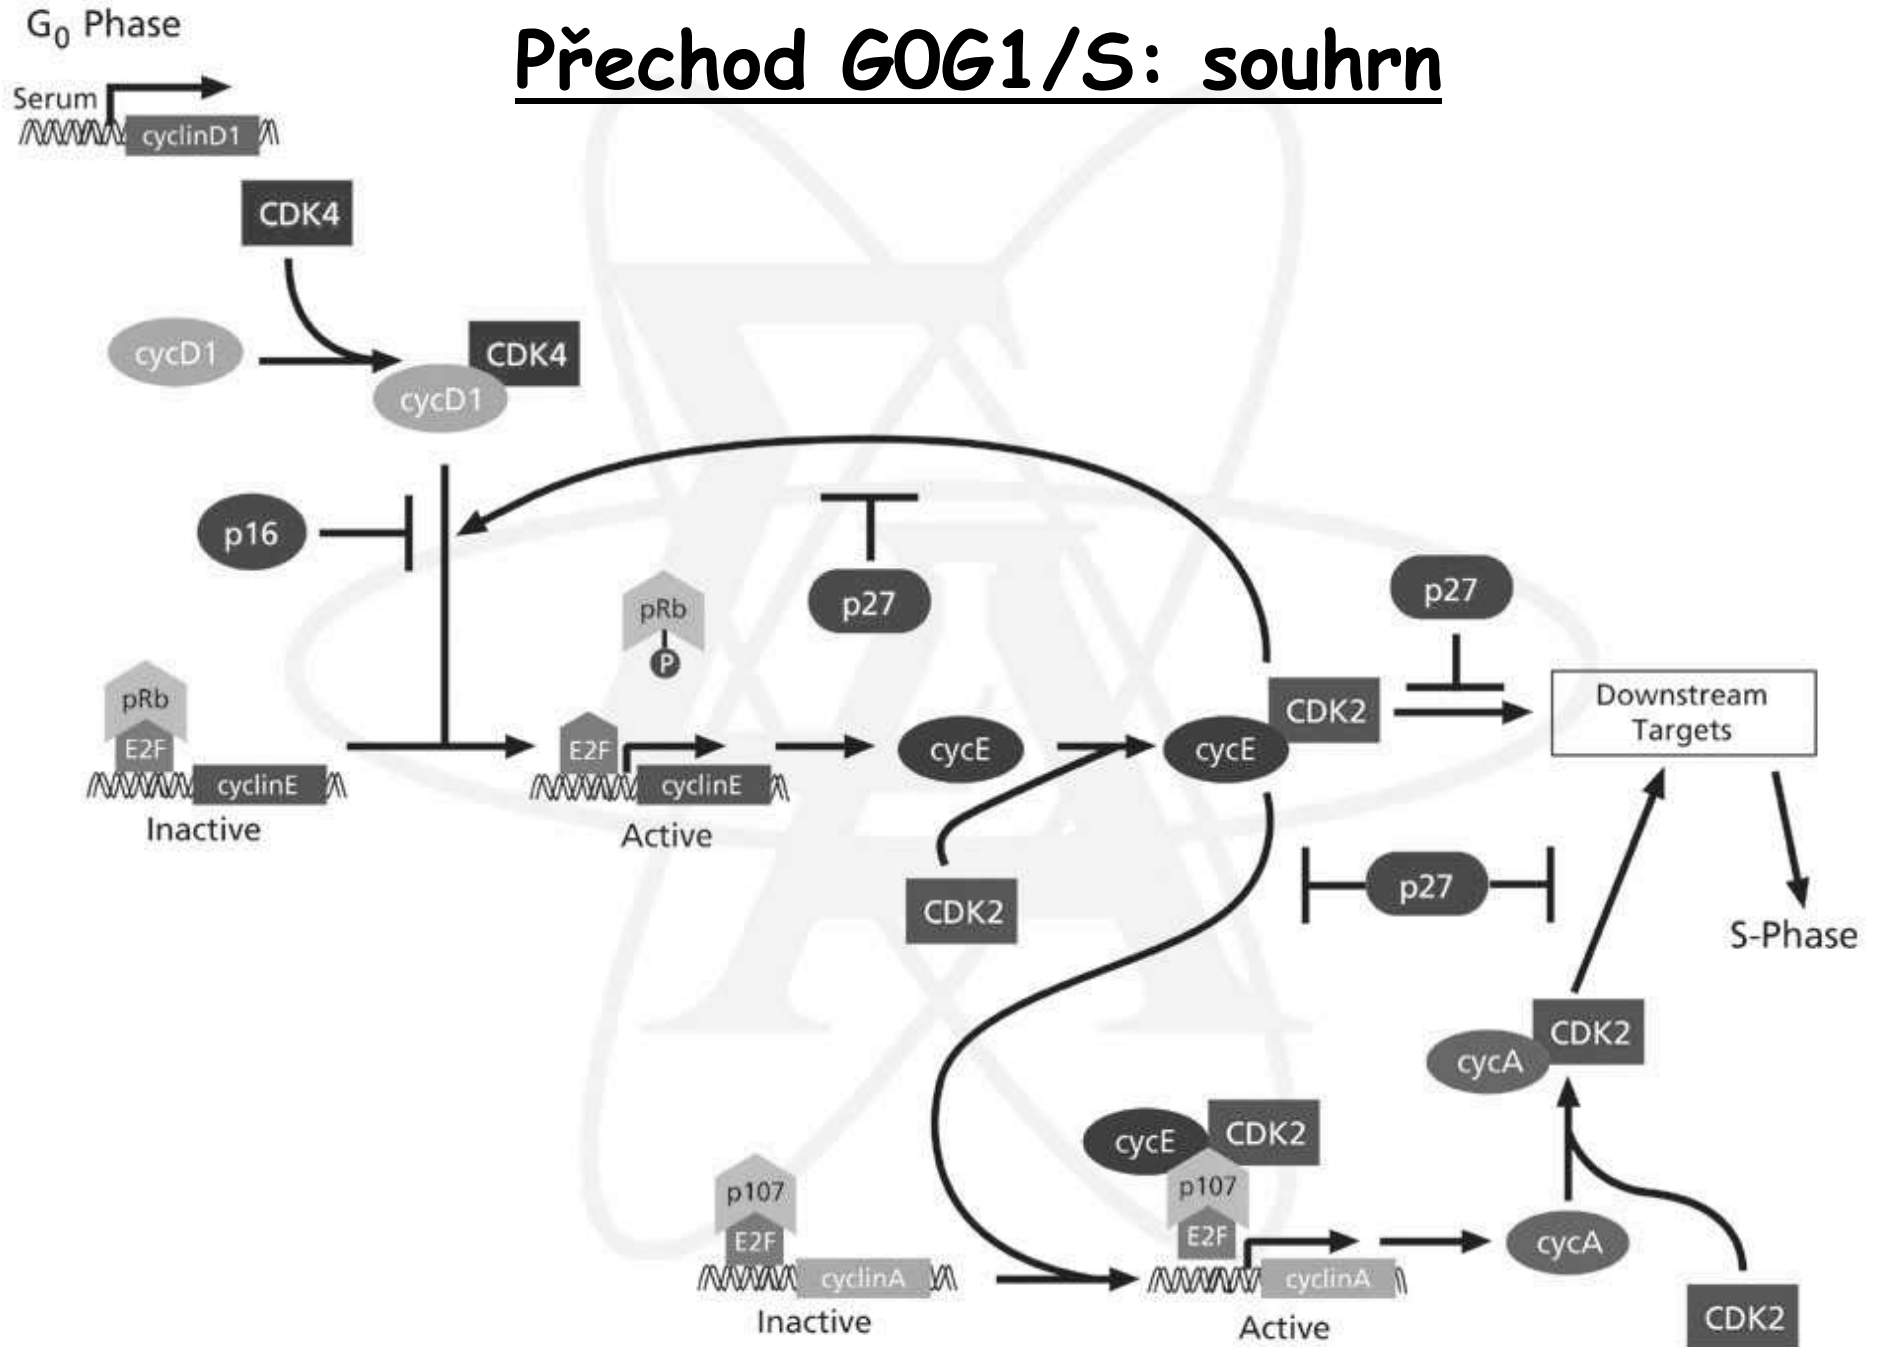 G0 Phase
Přechod G0G1/S: souhrn
Serum
cyclinD1
CDK4
cycD1
CDK4
cycD1
p16
p27
p27
pRb
P
pRb
E2F
cyclinE
Inactive
E2F
cyclinE
Active
cycE
cycE
CDK2
Downstream
Targets
CDK2
p27
S-Phase
CDK2
cycA
cycE
CDK2
p107
E2F
cyclinA
Inactive
p107
E2F
cyclinA
Active
cycA
CDK2